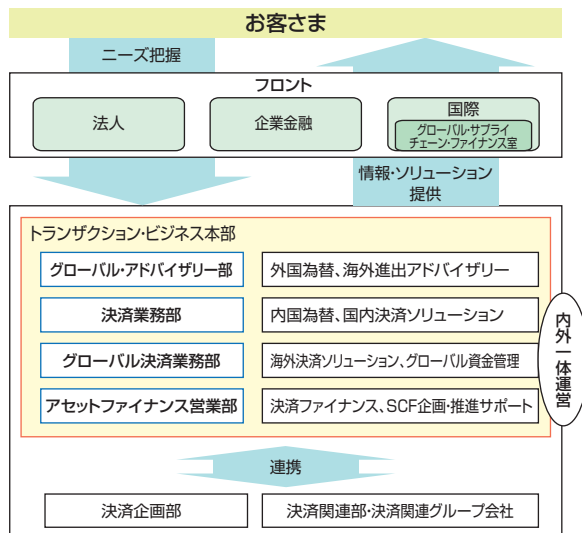 お客さま
ニーズ把握
フロント
法人
企業金融
国際
グローバル・サプライ
チェーン・ファイナンス室
情報・ソリューション
提供
トランザクション・ビジネス本部
グローバル・アドバイザリー部
外国為替、海外進出アドバイザリー
決済業務部
内国為替、国内決済ソリューション
グローバル決済業務部
海外決済ソリューション、グローバル資金管理
アセットファイナンス営業部
決済ファイナンス、SCF企画・推進サポート
内外一体運営
連携
決済企画部
決済関連部・決済関連グループ会社